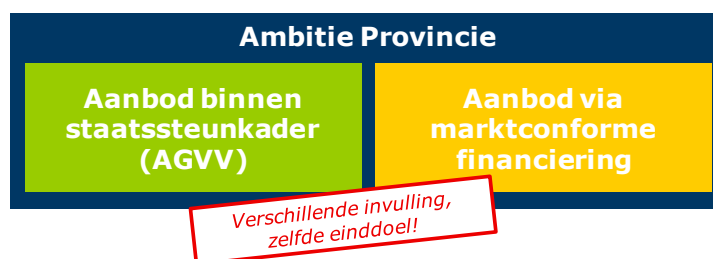 Ambitie Provincie
Aanbod binnen
staatssteunkader
(AGVV)
Aanbod via
marktconforme
financiering
Verschillende invulling,
zelfde einddoel!